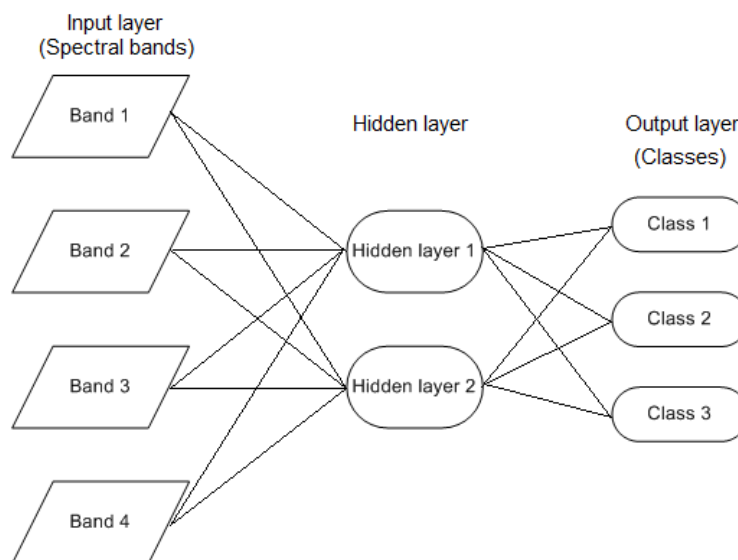 Input layer
(Spectral bands)
Band 1
Band 2
Band 3
Band 4
Hidden layer
Hidden layer 1
Hidden layer 2
Output layer
(Classes)
Class 1
Class 2
Class 3